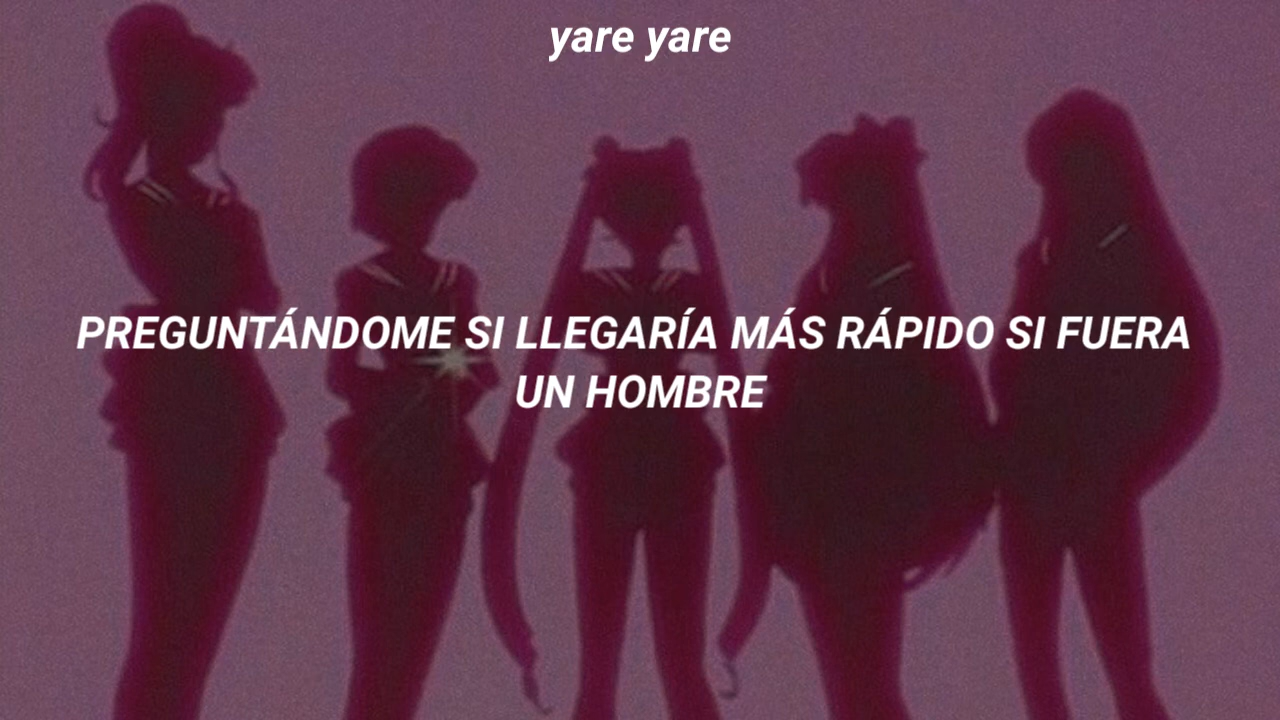 yare yare
PREGUNTÁNDOME SI LLEGARÍA MÁS RÁPIDO SI FUERA
UN HOMBRE